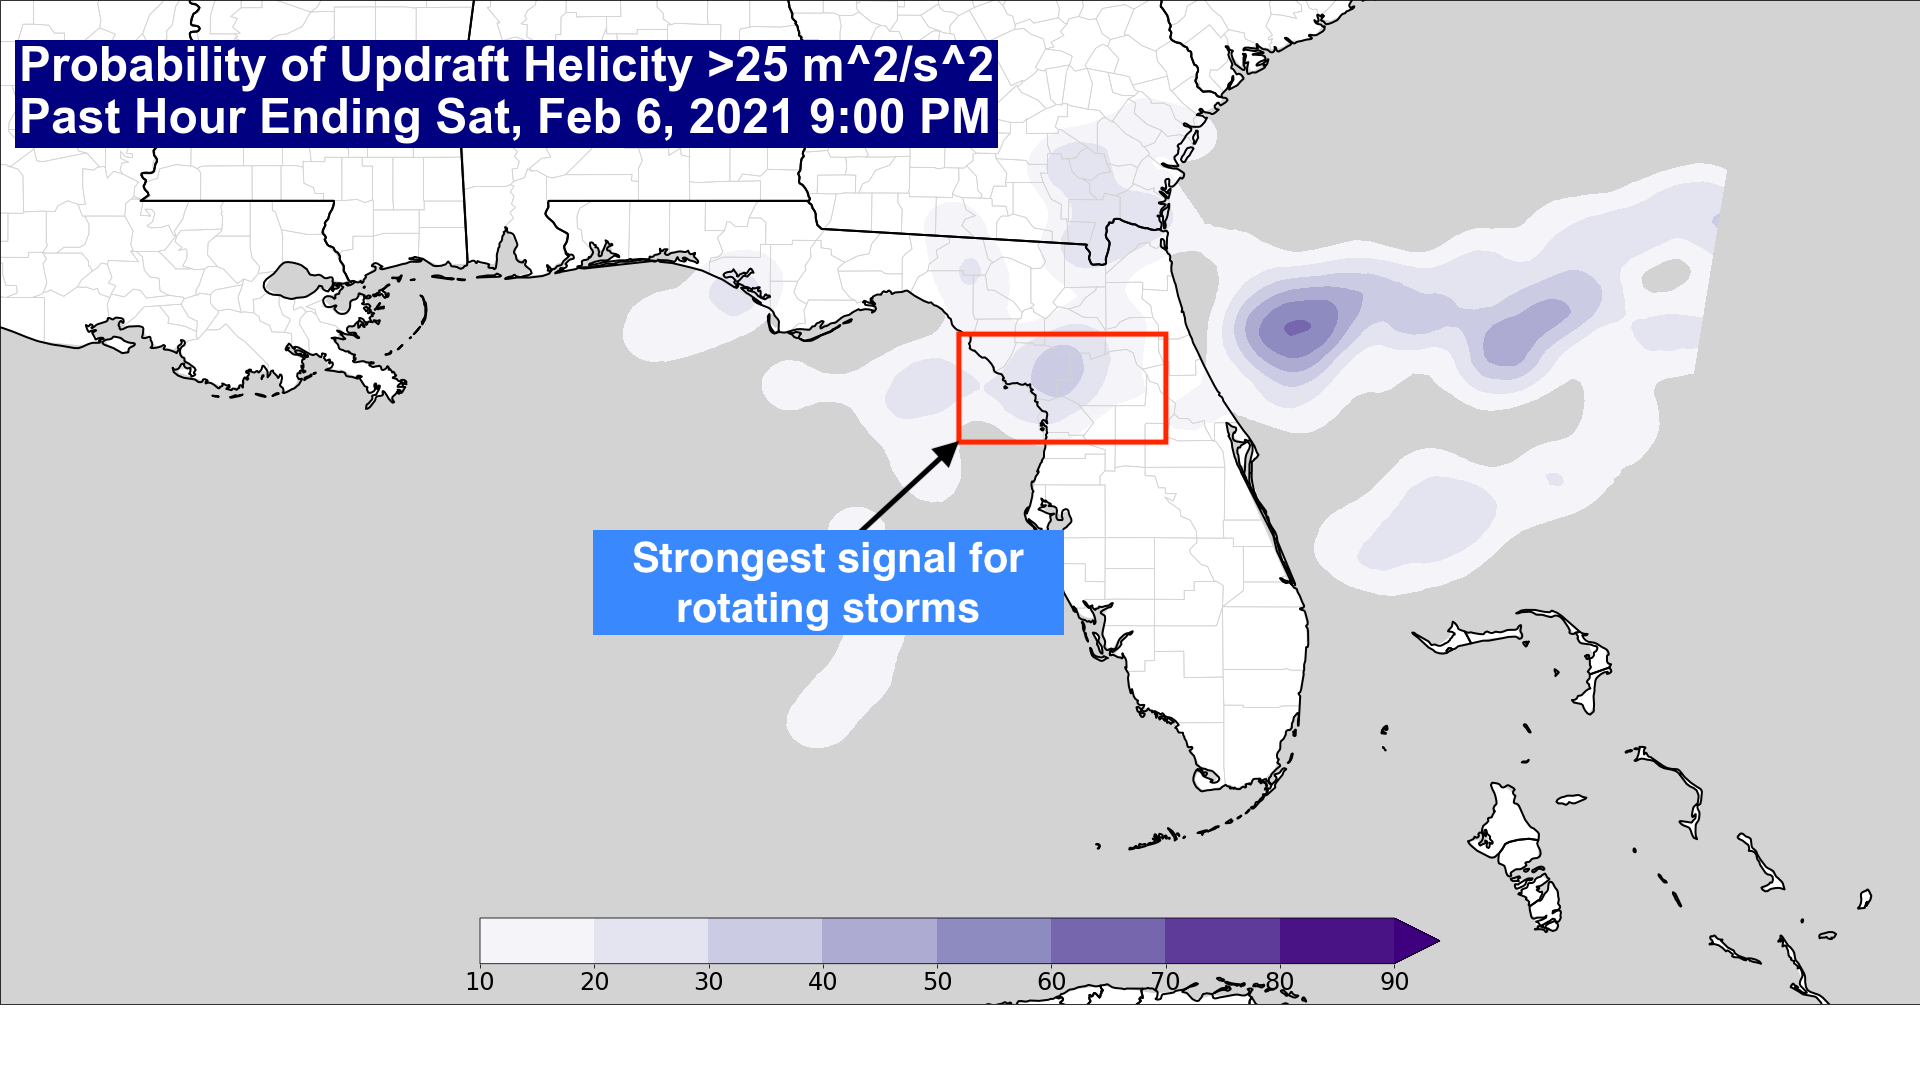 Probability of Updraft Helicity >25 m^2/s^2
Past Hour Ending Sat, Feb 6, 2021 9:00 PM
Strongest signal for
rotating storms
10 20 30 40 50 60 70 80 90